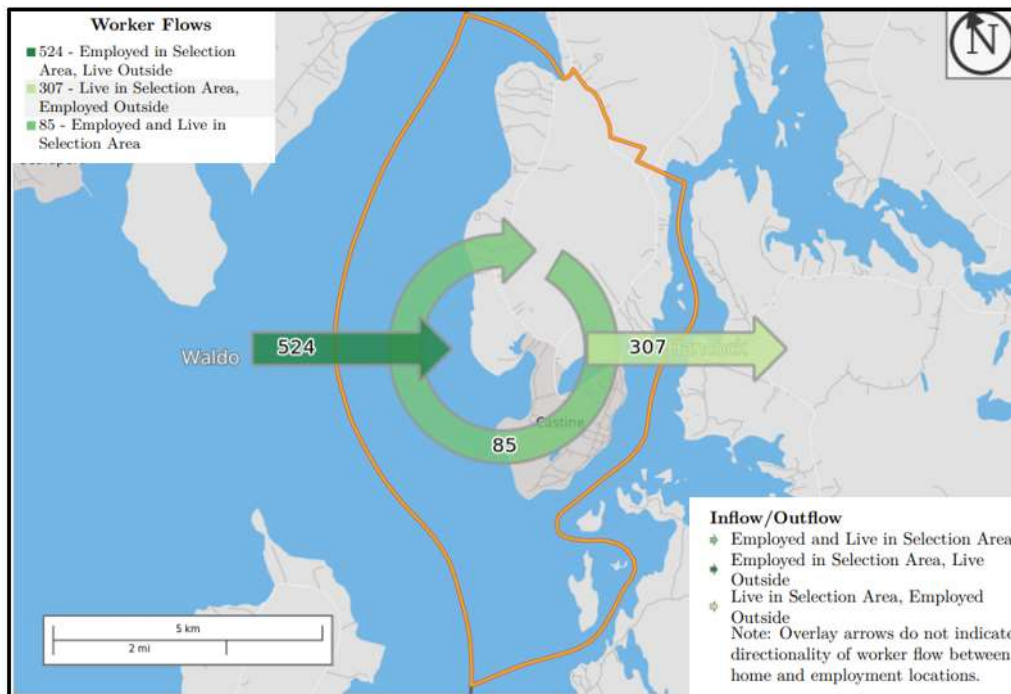 Worker Flows
524 - Employed in Selection
Area, Live Outside
307 - Live in Selection Area,
Employed Outside
85 - Employed and Live in
Selection Area
N
Waldo
524
307
85
Castine
5 km
2 mi
Inflow/Outflow
Employed and Live in Selection Area
Employed in Selection Area, Live
Outside
Live in Selection Area, Employed
Outside
Note: Overlay arrows do not indicate
directionality of worker flow between
home and employment locations.